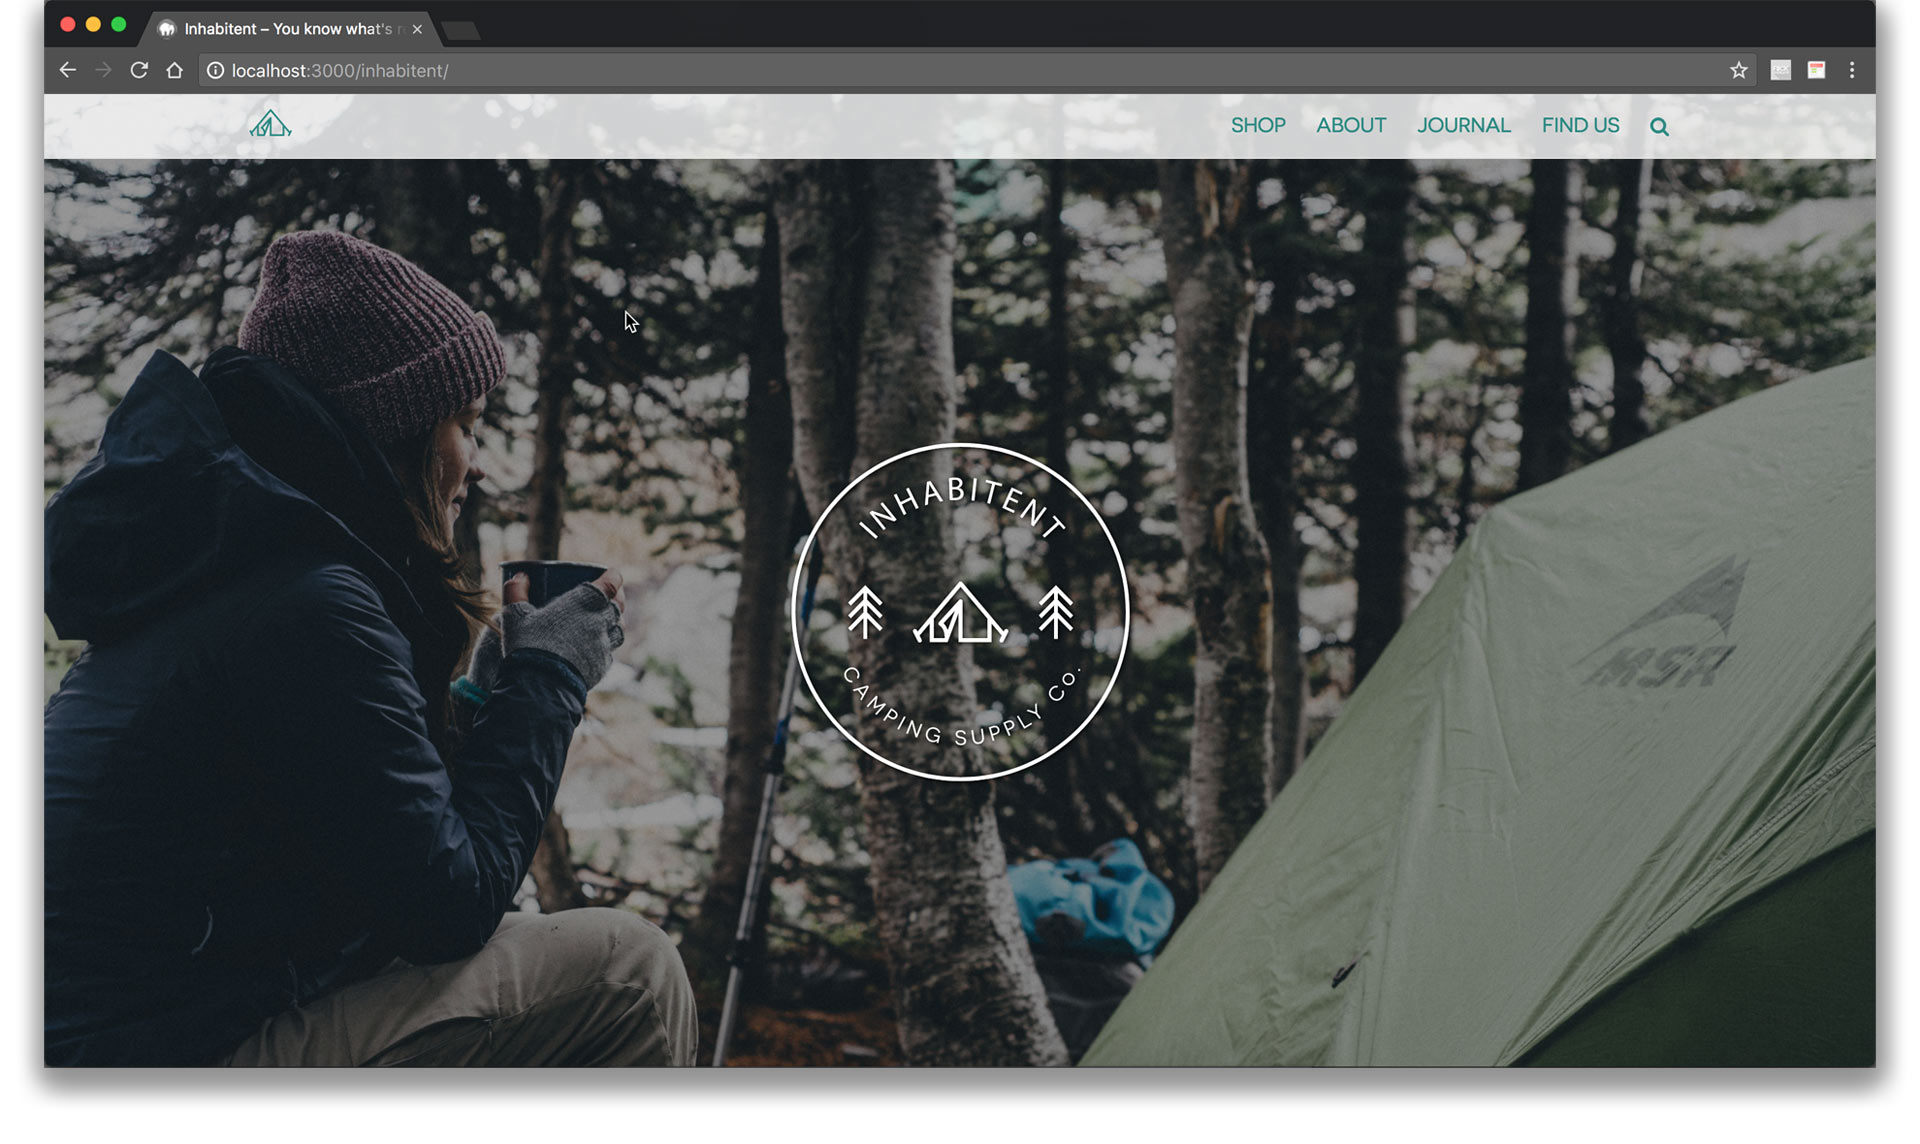 Inhabitent – You know what's r
localhost:3000/inhabitent/
SHOP ABOUT JOURNAL FIND US
INHABITENT
CAMPING SUPPLY Co.
MSR